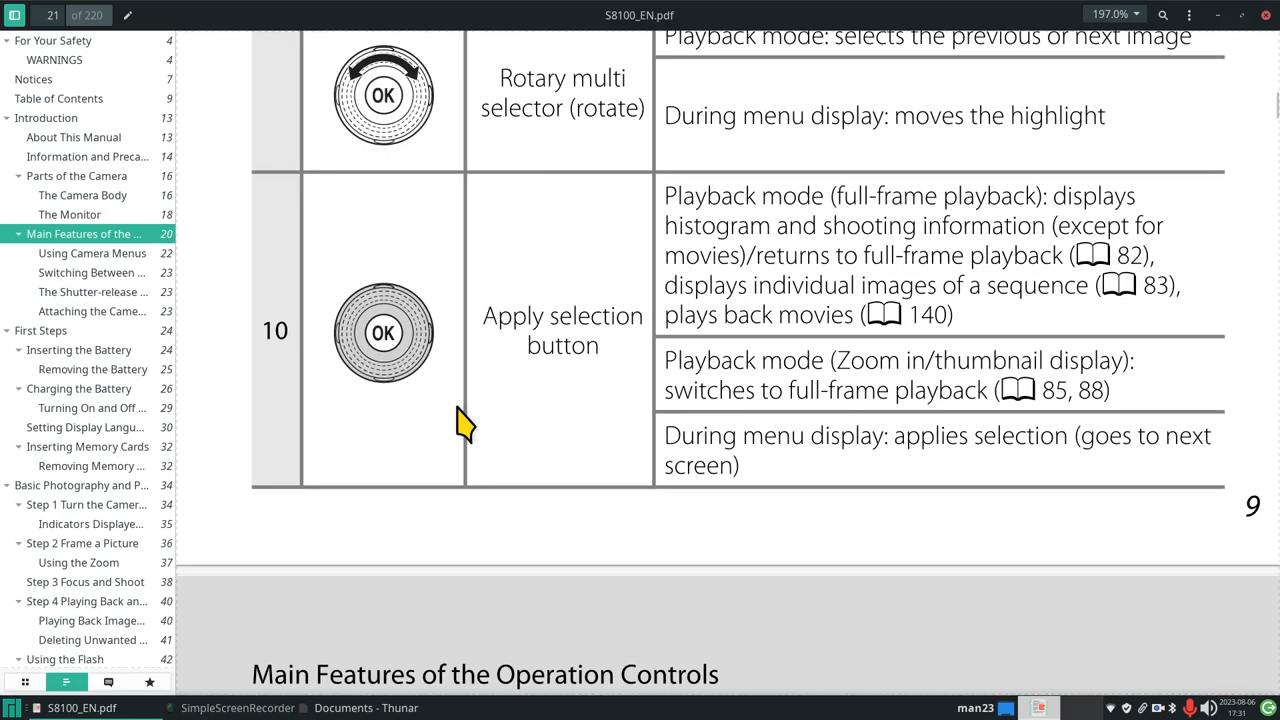 21 of 220
S8100_EN.pdf
197.0%
For Your Safety 4
WARNINGS 4
Notices 7
Table of Contents 9
Introduction 13
About This Manual 13
Information and Preca... 14
Parts of the Camera 16
The Camera Body 16
The Monitor 18
Main Features of the ... 20
Using Camera Menus 22
Switching Between ... 23
The Shutter-release ... 23
Attaching the Came... 23
First Steps 24
Inserting the Battery 24
Removing the Battery 25
Charging the Battery 26
Turning On and Off ... 29
Setting Display Langu... 30
Inserting Memory Cards 32
Removing Memory ... 32
Basic Photography and P... 34
Step 1 Turn the Camer... 34
Indicators Displaye... 35
Step 2 Frame a Picture 36
Using the Zoom 37
Step 3 Focus and Shoot 38
Step 4 Playing Back an... 40
Playing Back Image... 40
Deleting Unwanted ... 41
Using the Flash 42
OK
Rotary multi
selector (rotate)
Playback mode: selects the previous or next image
During menu display: moves the highlight
10
OK
Apply selection
button
Playback mode (full-frame playback): displays
histogram and shooting information (except for
movies)/returns to full-frame playback ( 82),
displays individual images of a sequence ( 83),
plays back movies ( 140)
Playback mode (Zoom in/thumbnail display):
switches to full-frame playback ( 85, 88)
During menu display: applies selection (goes to next
screen)
9
Main Features of the Operation Controls
S8100_EN.pdf
SimpleScreenRecorder
Documents - Thunar
man23
2023-08-06
17:31